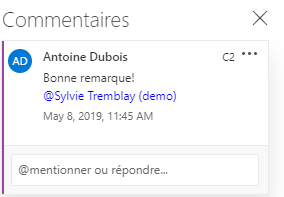 Commentaires
AD
Antoine Dubois C2
Bonne remarque!
@Sylvie Tremblay (demo)
May 8, 2019, 11:45 AM
@mentionner ou répondre...